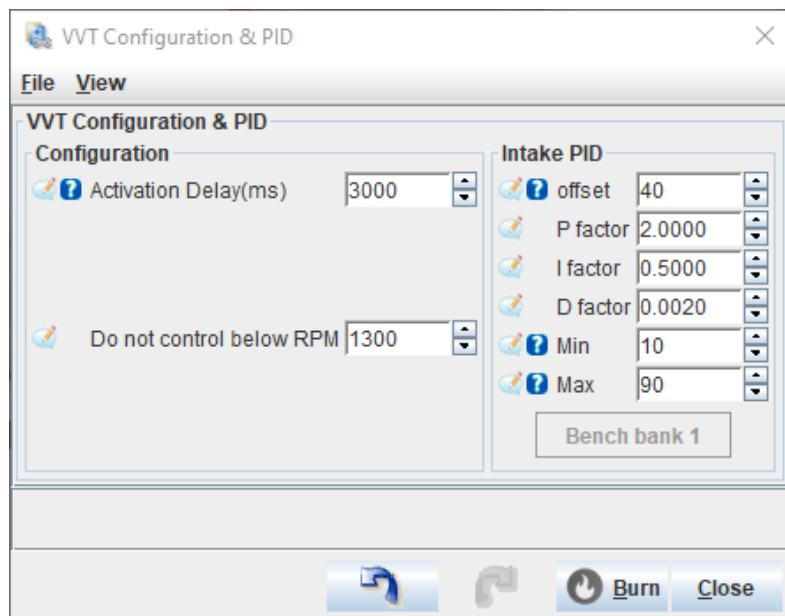 VVT Configuration & PID
File View
VVT Configuration & PID
Configuration
Activation Delay(ms) 3000
Do not control below RPM 1300
Intake PID
offset 40
P factor 2.0000
I factor 0.5000
D factor 0.0020
Min 10
Max 90
Bench bank 1
Burn Close